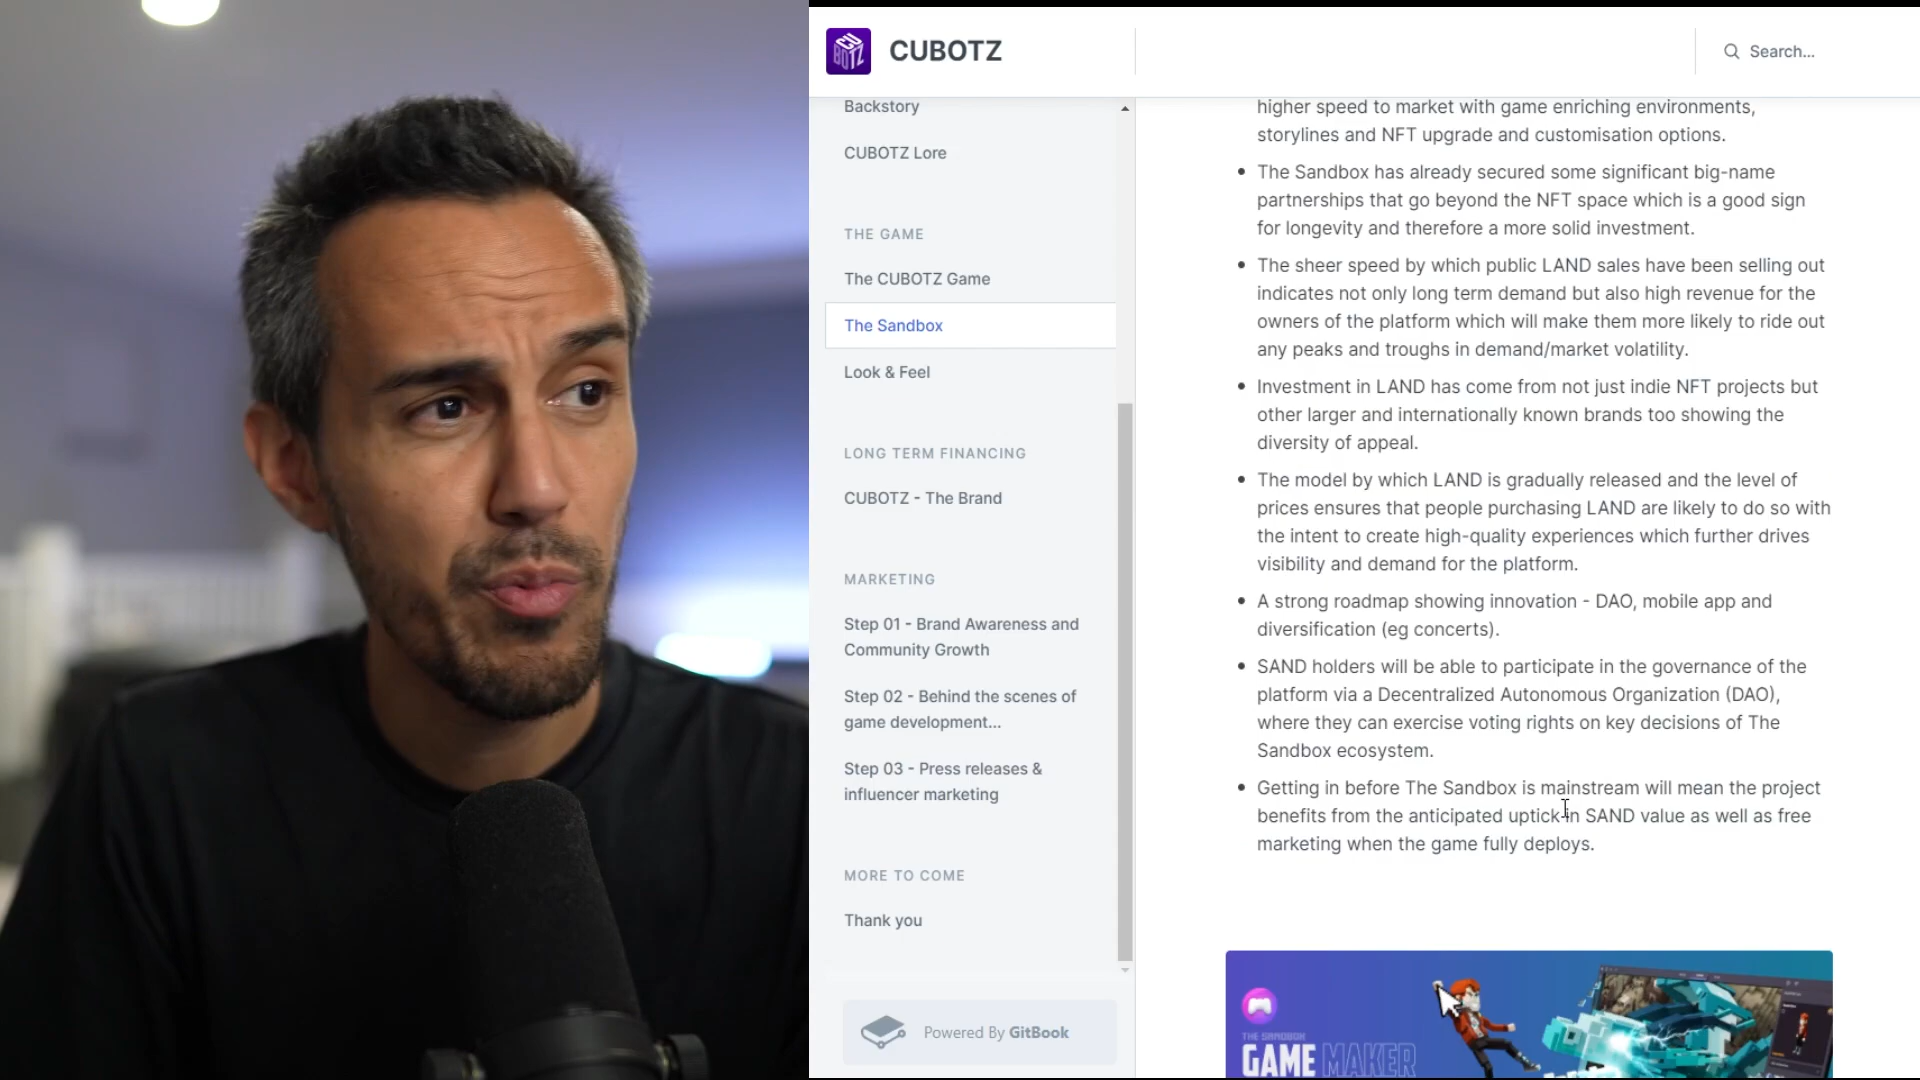 CUBOTZ
Search...
Backstory
CUBOTZ Lore
THE GAME
The CUBOTZ Game
The Sandbox
Look & Feel
LONG TERM FINANCING
CUBOTZ - The Brand
MARKETING
Step 01 - Brand Awareness and
Community Growth
Step 02 - Behind the scenes of
game development...
Step 03 - Press releases &
influencer marketing
MORE TO COME
Thank you
Powered By GitBook
higher speed to market with game enriching environments,
storylines and NFT upgrade and customisation options.
The Sandbox has already secured some significant big-name
partnerships that go beyond the NFT space which is a good sign
for longevity and therefore a more solid investment.
The sheer speed by which public LAND sales have been selling out
indicates not only long term demand but also high revenue for the
owners of the platform which will make them more likely to ride out
any peaks and troughs in demand/market volatility.
Investment in LAND has come from not just indie NFT projects but
other larger and internationally known brands too showing the
diversity of appeal.
The model by which LAND is gradually released and the level of
prices ensures that people purchasing LAND are likely to do so with
the intent to create high-quality experiences which further drives
visibility and demand for the platform.
A strong roadmap showing innovation - DAO, mobile app and
diversification (eg concerts).
SAND holders will be able to participate in the governance of the
platform via a Decentralized Autonomous Organization (DAO),
where they can exercise voting rights on key decisions of The
Sandbox ecosystem.
Getting in before The Sandbox is mainstream will mean the project
benefits from the anticipated uptick in SAND value as well as free
marketing when the game fully deploys.
THE SANDBOX
GAME MAKER